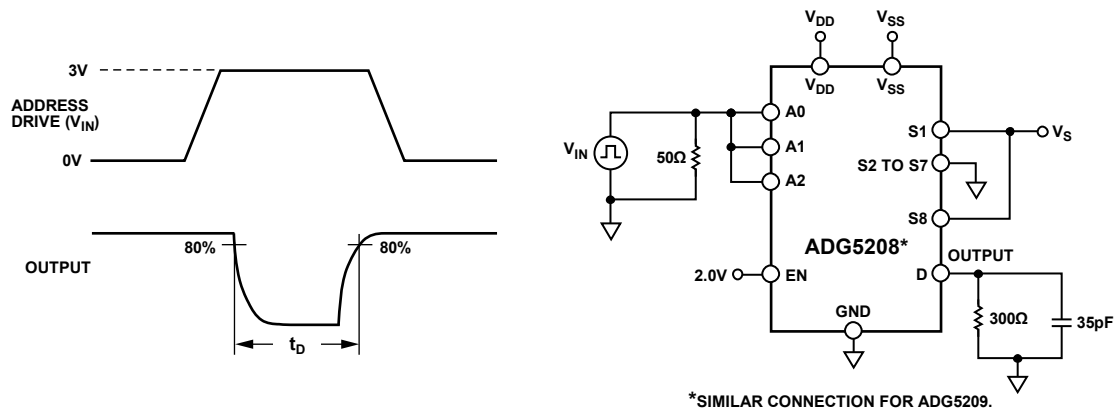 3V
ADDRESS
DRIVE (VIN)
0V
80%
80%
OUTPUT
tD
VDD
VSS
VDD
VSS
A0
A1
A2
VIN
50Ω
S1
VS
S2 TO S7
S8
ADG5208*
OUTPUT
D
2.0V
EN
GND
300Ω
35pF
*SIMILAR CONNECTION FOR ADG5209.